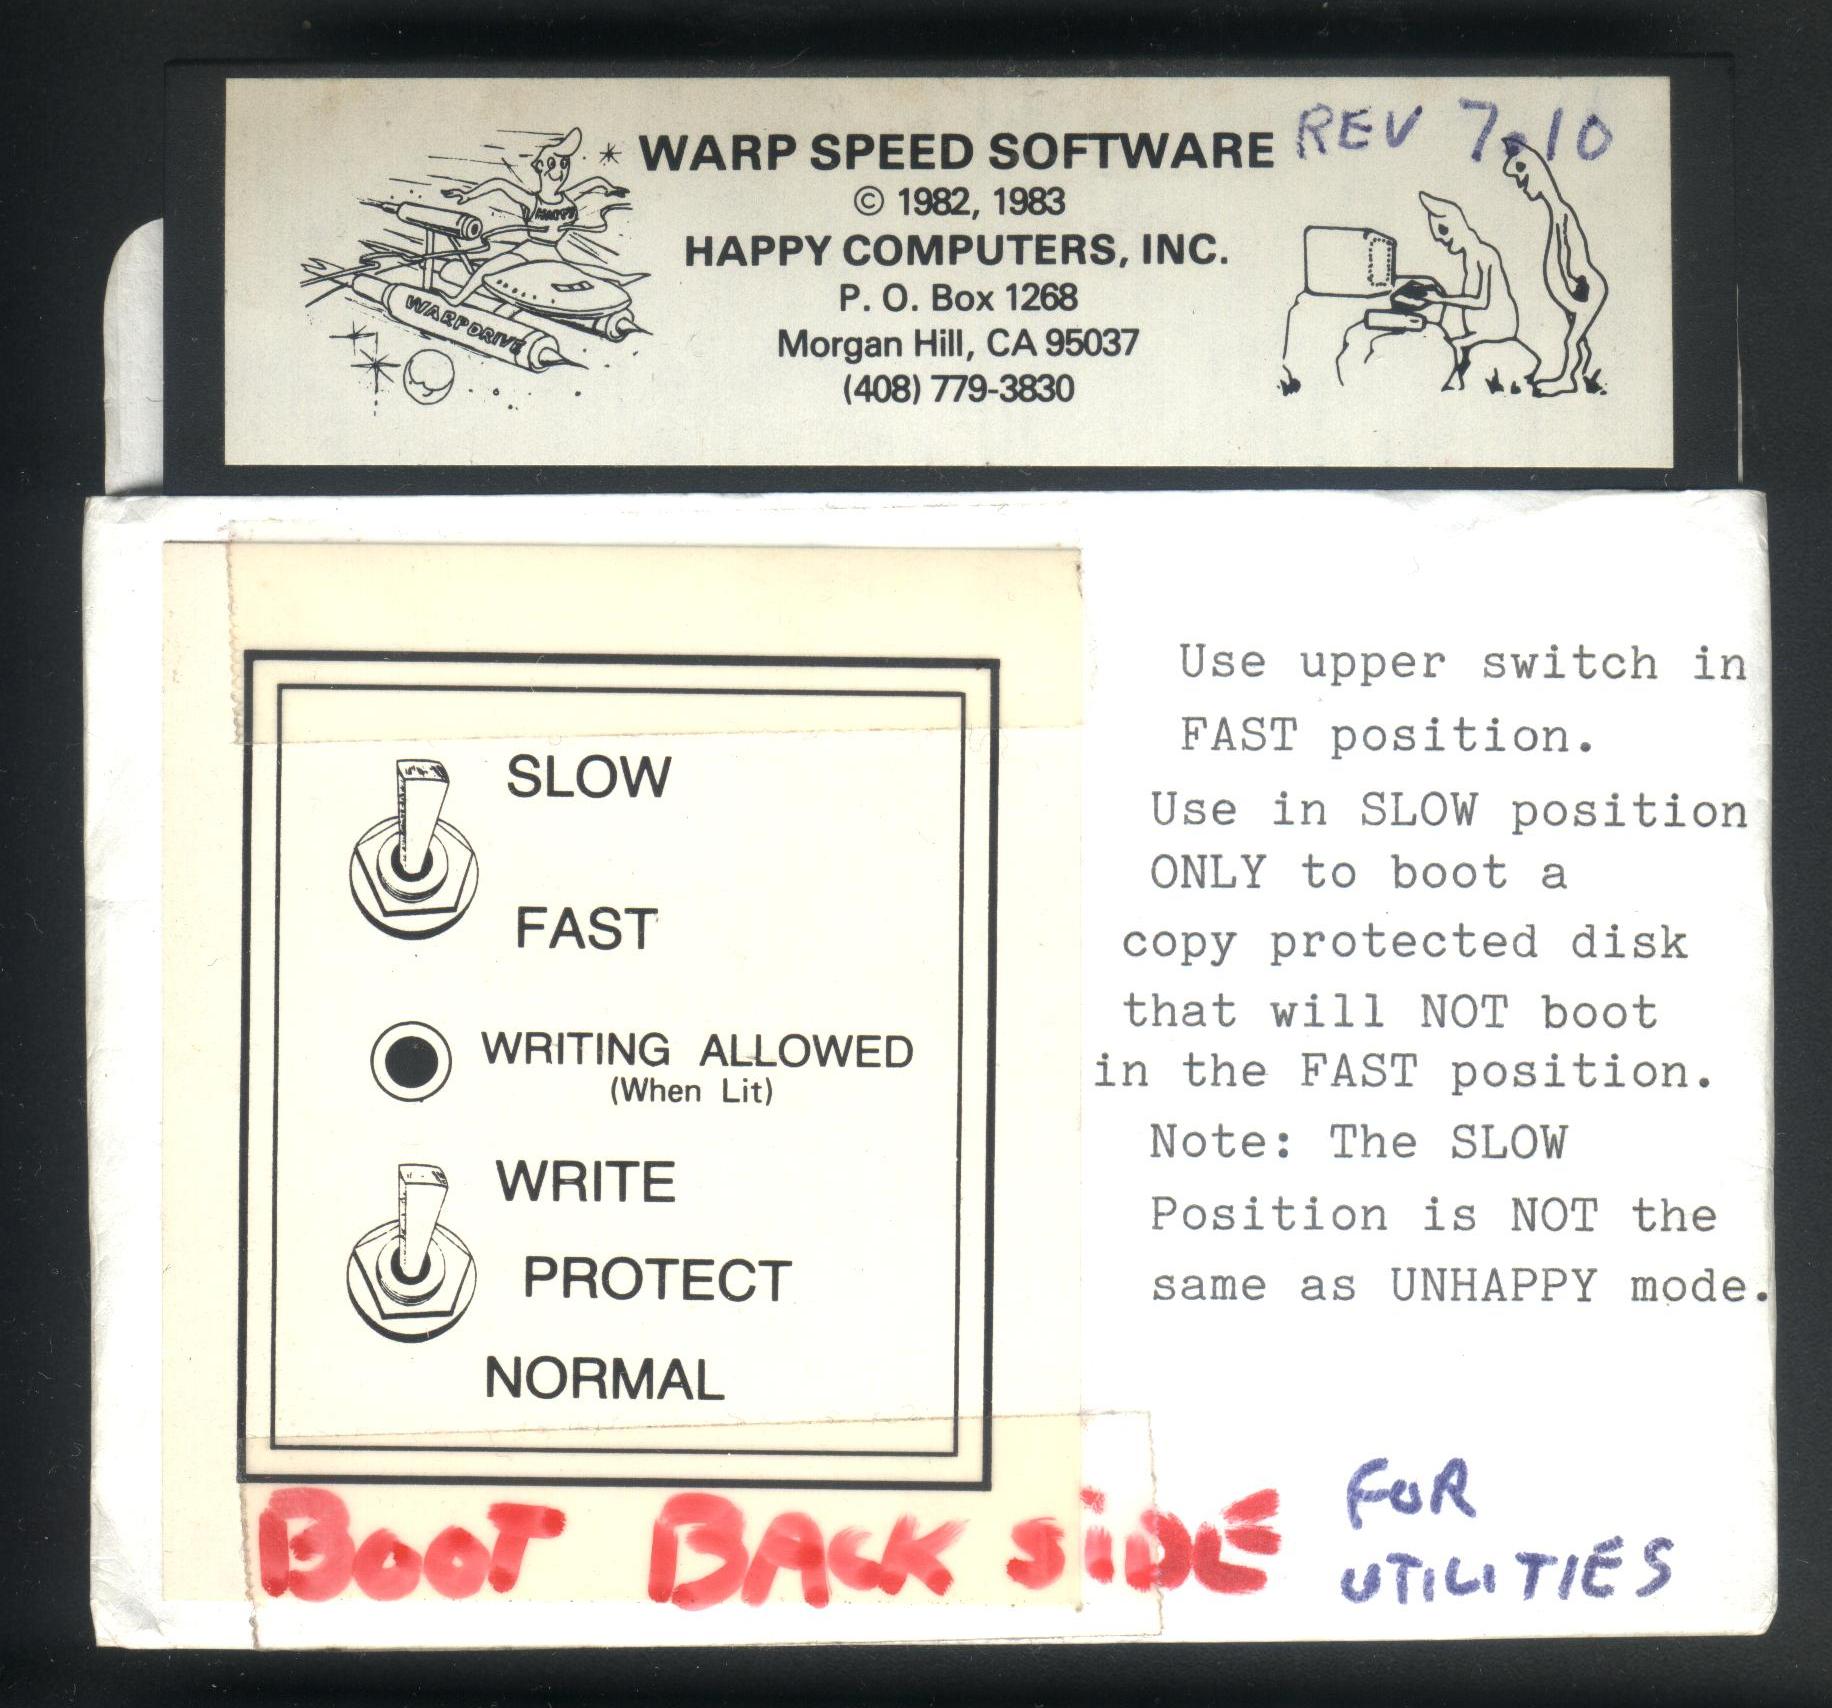 REV 7.10
WARP SPEED SOFTWARE
© 1982, 1983
HAPPY COMPUTERS, INC.
P. O. Box 1268
Morgan Hill, CA 95037
(408) 779-3830
HAPPY
WARPDRIVE
SLOW
FAST
WRITING ALLOWED
(When Lit)
WRITE
PROTECT
NORMAL
Use upper switch in
FAST position.
Use in SLOW position
ONLY to boot a
copy protected disk
that will NOT boot
in the FAST position.
Note: The SLOW
Position is NOT the
same as UNHAPPY mode.
BOOT BACK SiDE
FOR
UTILITIES